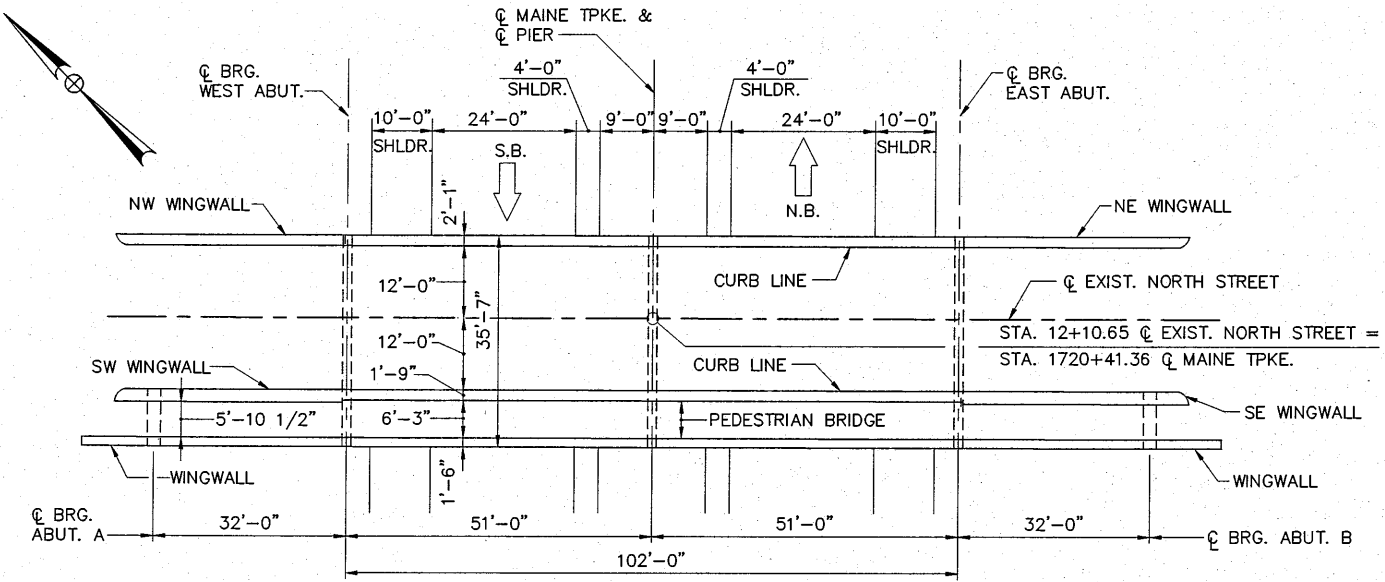 ℄ MAINE TPKE. &
℄ PIER
℄ BRG.
WEST ABUT.
4'-0"
SHLDR.
4'-0"
SHLDR.
℄ BRG.
EAST ABUT.
10'-0"
SHLDR.
24'-0"
9'-0"
9'-0"
24'-0"
10'-0"
SHLDR.
S.B.
N.B.
2'-1"
NW WINGWALL
NE WINGWALL
CURB LINE
12'-0"
35'-7"
℄ EXIST. NORTH STREET
12'-0"
STA. 12+10.65 ℄ EXIST. NORTH STREET =
STA. 1720+41.36 ℄ MAINE TPKE.
SW WINGWALL
1'-9"
CURB LINE
5'-10 1/2"
6'-3"
PEDESTRIAN BRIDGE
SE WINGWALL
WINGWALL
1'-6"
WINGWALL
℄ BRG.
ABUT. A
32'-0"
51'-0"
51'-0"
32'-0"
℄ BRG. ABUT. B
102'-0"